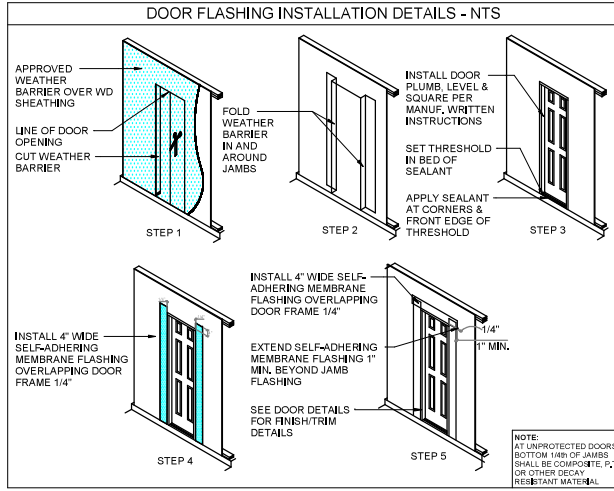 DOOR FLASHING INSTALLATION DETAILS - NTS
APPROVED
WEATHER
BARRIER OVER WD
SHEATHING
LINE OF DOOR
OPENING
CUT WEATHER
BARRIER
STEP 1
FOLD
WEATHER
BARRIER
IN AND
AROUND
JAMBS
STEP 2
INSTALL DOOR
PLUMB, LEVEL &
SQUARE PER
MANUF. WRITTEN
INSTRUCTIONS
SET THRESHOLD
IN BED OF
SEALANT
APPLY SEALANT
AT CORNERS &
FRONT EDGE OF
THRESHOLD
STEP 3
INSTALL 4" WIDE
SELF-ADHERING
MEMBRANE FLASHING
OVERLAPPING DOOR
FRAME 1/4"
STEP 4
INSTALL 4" WIDE SELF-
ADHERING MEMBRANE
FLASHING OVERLAPPING
DOOR FRAME 1/4"
EXTEND SELF-ADHERING
MEMBRANE FLASHING 1"
MIN. BEYOND JAMB
FLASHING
SEE DOOR DETAILS
FOR FINISH/TRIM
DETAILS
1/4"
1" MIN.
STEP 5
NOTE:
AT UNPROTECTED DOORS
BOTTOM 1/4th OF JAMBS
SHALL BE COMPOSITE, P.T
OR OTHER DECAY
RESISTANT MATERIAL